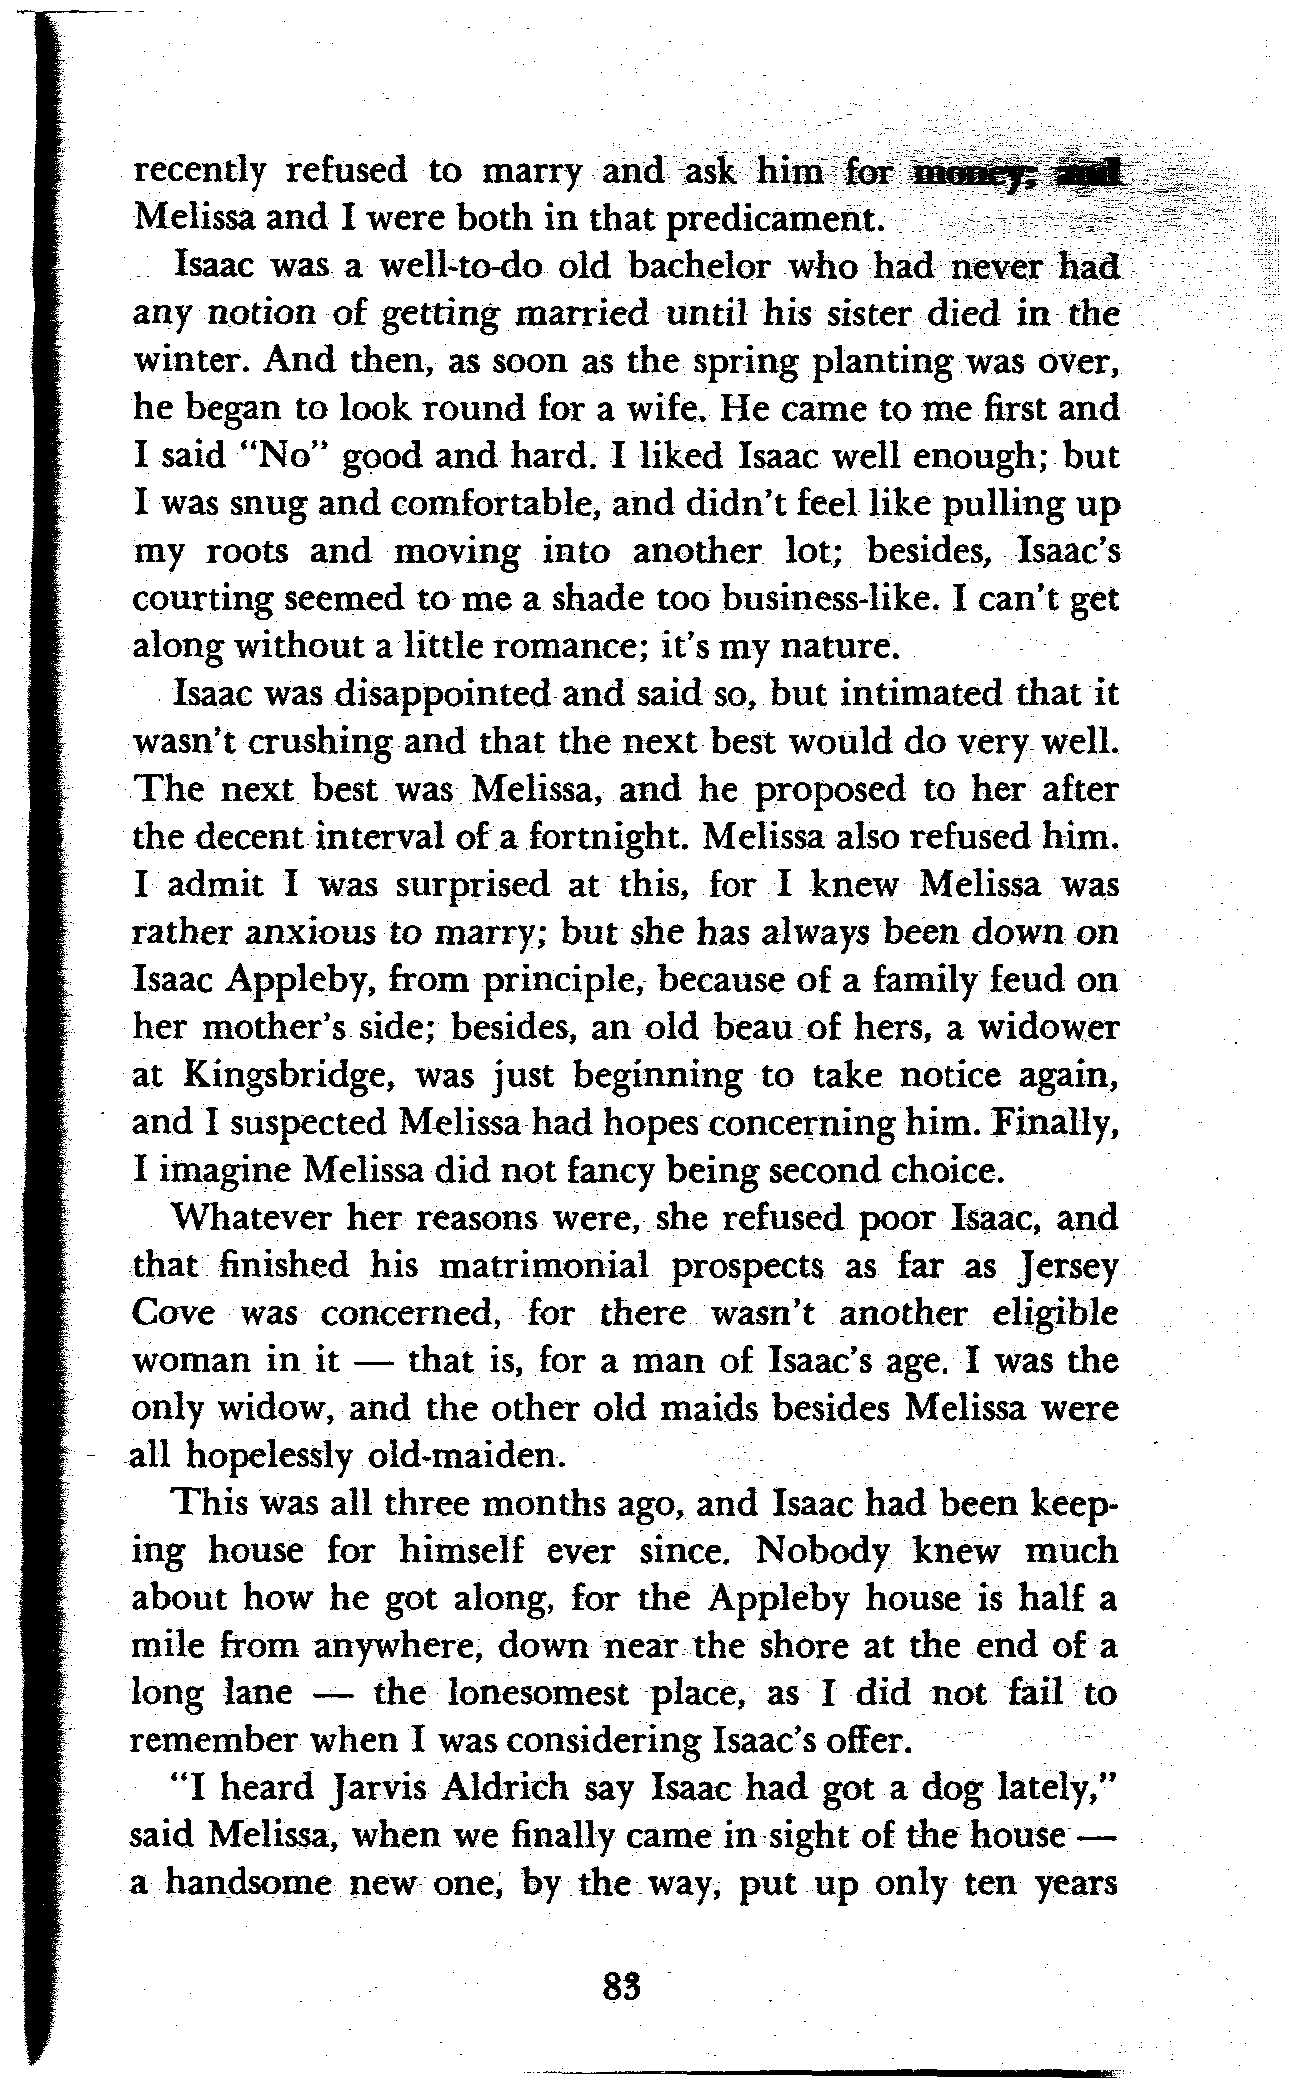 recently refused to marry and ask him for money; and
Melissa and I were both in that predicament.
Isaac was a well-to-do old bachelor who had never had
any notion of getting married until his sister died in the
winter. And then, as soon as the spring planting was over,
he began to look round for a wife. He came to me first and
I said "No" good and hard. I liked Isaac well enough; but
I was snug and comfortable, and didn't feel like pulling up
my roots and moving into another lot; besides, Isaac's
courting seemed to me a shade too business-like. I can't get
along without a little romance; it's my nature.
Isaac was disappointed and said so, but intimated that it
wasn't crushing and that the next best would do very well.
The next best was Melissa, and he proposed to her after
the decent interval of a fortnight. Melissa also refused him.
I admit I was surprised at this, for I knew Melissa was
rather anxious to marry; but she has always been down on
Isaac Appleby, from principle, because of a family feud on
her mother's side; besides, an old beau of hers, a widower
at Kingsbridge, was just beginning to take notice again,
and I suspected Melissa had hopes concerning him. Finally,
I imagine Melissa did not fancy being second choice.
Whatever her reasons were, she refused poor Isaac, and
that finished his matrimonial prospects as far as Jersey
Cove was concerned, for there wasn't another eligible
woman in it — that is, for a man of Isaac's age. I was the
only widow, and the other old maids besides Melissa were
all hopelessly old-maiden.
This was all three months ago, and Isaac had been keep-
ing house for himself ever since. Nobody knew much
about how he got along, for the Appleby house is half a
mile from anywhere, down near the shore at the end of a
long lane — the lonesomest place, as I did not fail to
remember when I was considering Isaac's offer.
"I heard Jarvis Aldrich say Isaac had got a dog lately,"
said Melissa, when we finally came in sight of the house —
a handsome new one, by the way, put up only ten years
83